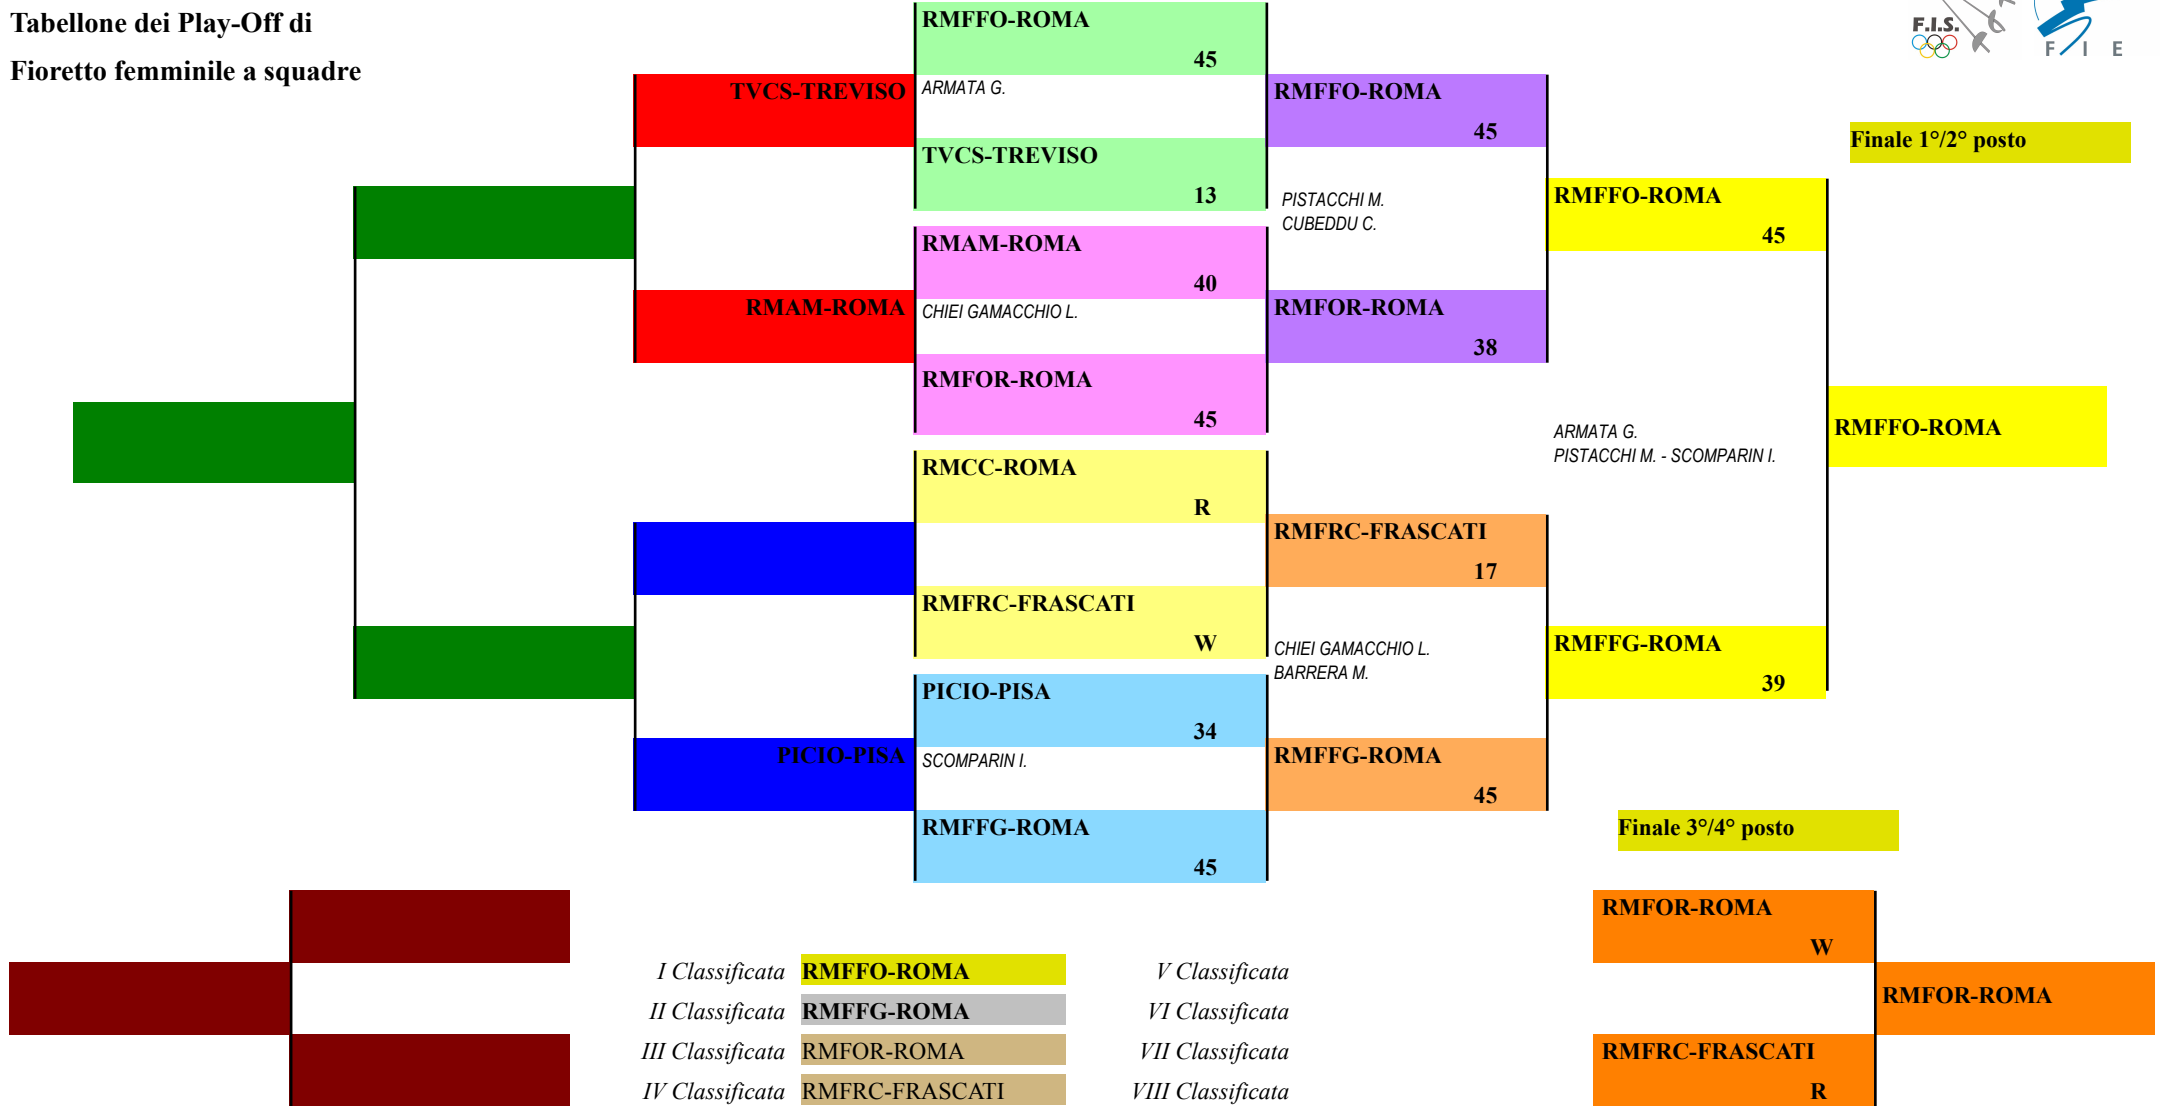 Tabellone dei Play-Off di
Fioretto femminile a squadre
F.I.S.
F I E
TVCS-TREVISO
RMAM-ROMA
PICIO-PISA
RMFFO-ROMA
45
ARMATA G.
TVCS-TREVISO
13
RMAM-ROMA
40
CHIEI GAMACCHIO L.
RMFOR-ROMA
45
RMCC-ROMA
R
RMFRC-FRASCATI
W
PICIO-PISA
34
SCOMPARIN I.
RMFFG-ROMA
45
RMFFO-ROMA
45
PISTACCHI M.
CUBEDDU C.
RMFOR-ROMA
38
RMFRC-FRASCATI
17
CHIEI GAMACCHIO L.
BARRERA M.
RMFFG-ROMA
45
Finale 1°/2° posto
RMFFO-ROMA
45
ARMATA G.
PISTACCHI M. - SCOMPARIN I.
RMFFG-ROMA
39
RMFFO-ROMA
Finale 3°/4° posto
RMFOR-ROMA
W
RMFRC-FRASCATI
R
RMFOR-ROMA
I Classificata RMFFO-ROMA
II Classificata RMFFG-ROMA
III Classificata RMFOR-ROMA
IV Classificata RMFRC-FRASCATI
V Classificata
VI Classificata
VII Classificata
VIII Classificata